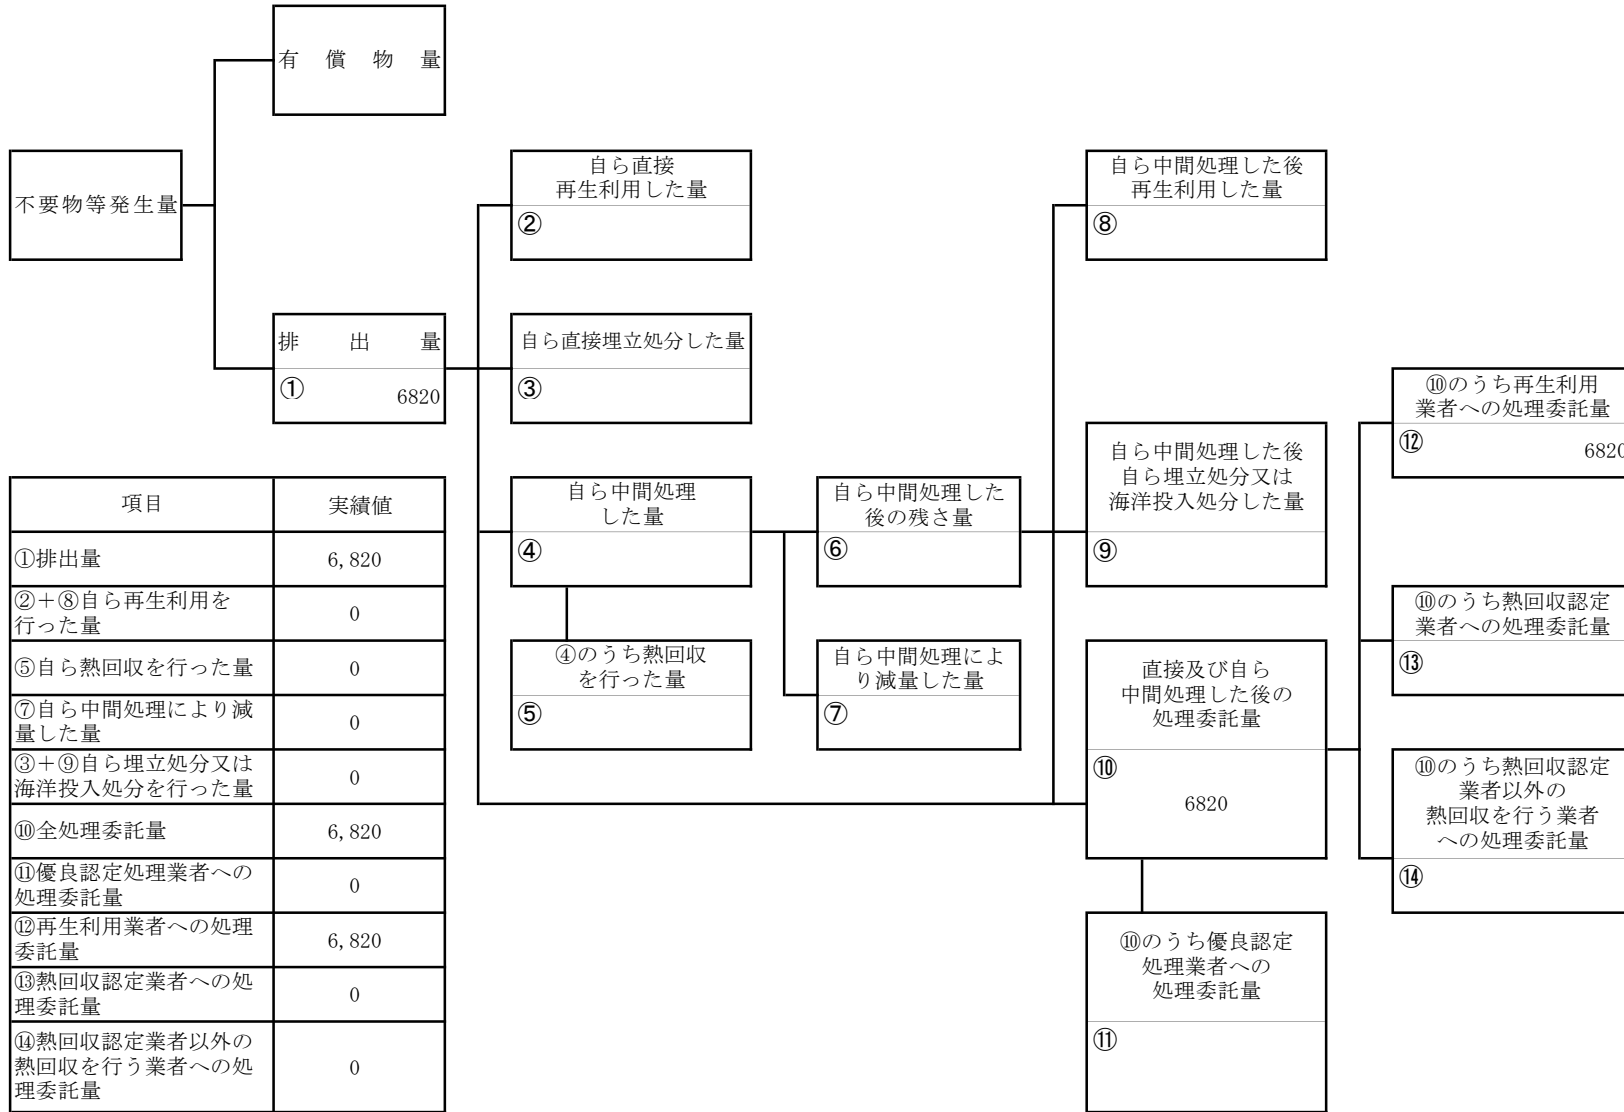 有償物量
不要物等発生量
排出量
①
6820
自ら直接
再生利用した量
②
自ら直接埋立処分した量
③
自ら中間処理
した量
④
④のうち熱回収
を行った量
⑤
自ら中間処理した
後の残さ量
⑥
自ら中間処理によ
り減量した量
⑦
自ら中間処理した後
再生利用した量
⑧
自ら中間処理した後
自ら埋立処分又は
海洋投入処分した量
⑨
直接及び自ら
中間処理した後の
処理委託量
⑩
6820
⑩のうち優良認定
処理業者への
処理委託量
⑪
⑩のうち再生利用
業者への処理委託量
⑫
6820
⑩のうち熱回収認定
業者への処理委託量
⑬
⑩のうち熱回収認定
業者以外の
熱回収を行う業者
への処理委託量
⑭
項目 実績値
①排出量 6,820
②＋⑧自ら再生利用を
行った量 0
⑤自ら熱回収を行った量 0
⑦自ら中間処理により減
量した量 0
③＋⑨自ら埋立処分又は
海洋投入処分を行った量 0
⑩全処理委託量 6,820
⑪優良認定処理業者への
処理委託量 0
⑫再生利用業者への処理
委託量 6,820
⑬熱回収認定業者への処
理委託量 0
⑭熱回収認定業者以外の
熱回収を行う業者への処
理委託量 0